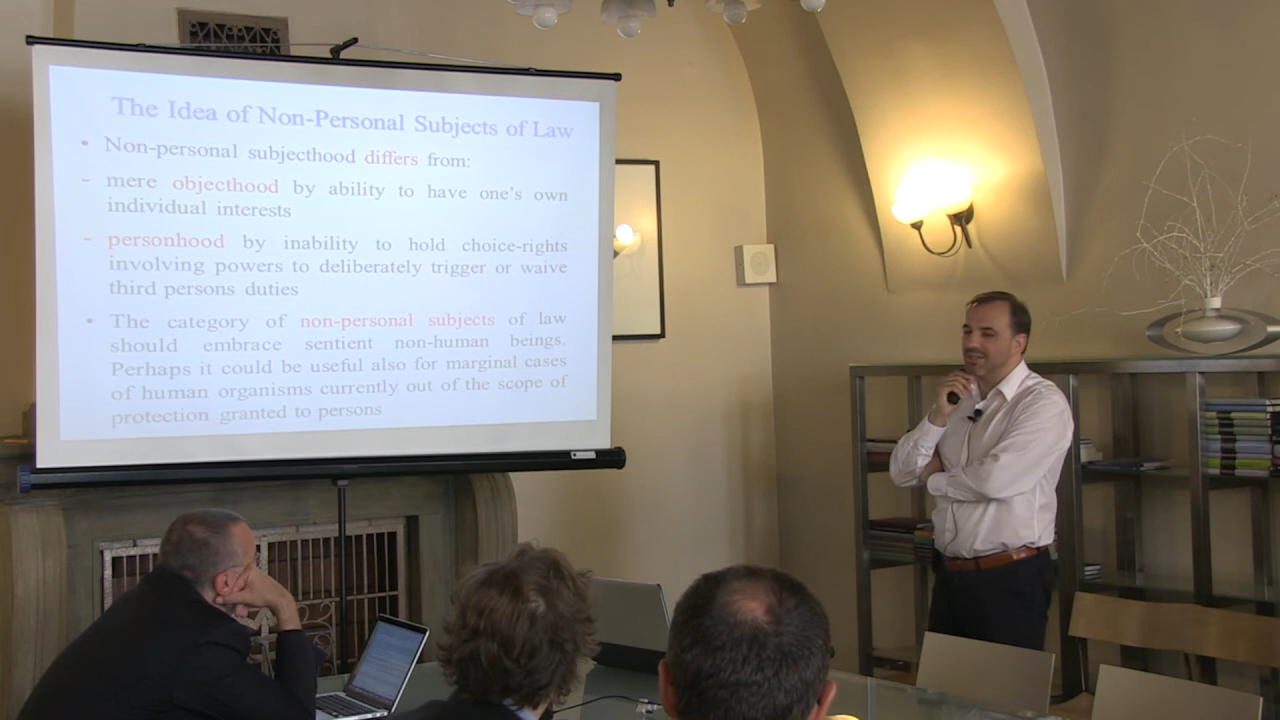 The Idea of Non-Personal Subjects of Law
• Non-personal subjecthood differs from:
- mere objecthood by ability to have one's own
individual interests
- personhood by inability to hold choice-rights
involving powers to deliberately trigger or waive
third persons duties
• The category of non-personal subjects of law
should embrace sentient non-human beings.
Perhaps it could be useful also for marginal cases
of human organisms currently out of the scope of
protection granted to persons